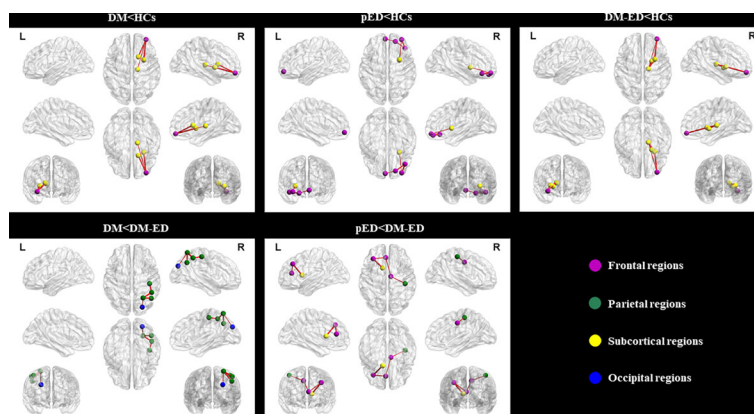 DM<HCs
pED<HCs
DM-ED<HCs
L
R
L
R
L
R
DM<DM-ED
pED<DM-ED
L
R
L
R
Frontal regions
Parietal regions
Subcortical regions
Occipital regions